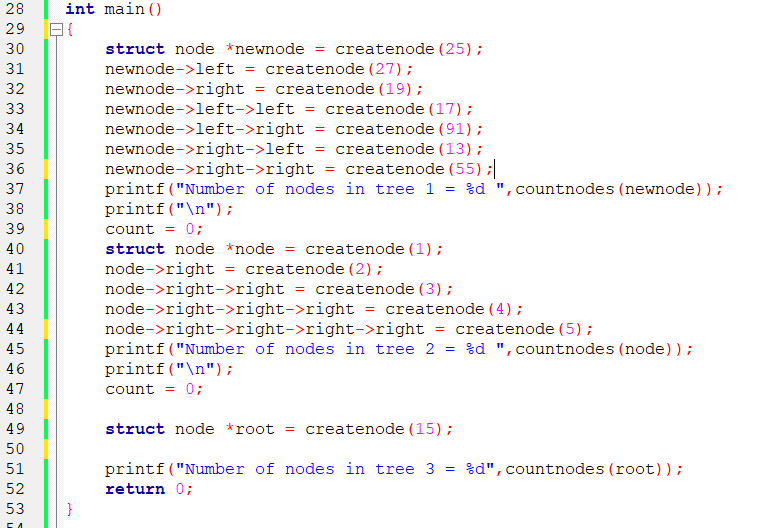 28 int main()
29 {
30 struct node *newnode = createnode(25);
31 newnode->left = createnode(27);
32 newnode->right = createnode(19);
33 newnode->left->left = createnode(17);
34 newnode->left->right = createnode(91);
35 newnode->right->left = createnode(13);
36 newnode->right->right = createnode(55);
37 printf("Number of nodes in tree 1 = %d ",countnodes(newnode));
38 printf("\n");
39 count = 0;
40 struct node *node = createnode(1);
41 node->right = createnode(2);
42 node->right->right = createnode(3);
43 node->right->right->right = createnode(4);
44 node->right->right->right->right = createnode(5);
45 printf("Number of nodes in tree 2 = %d ",countnodes(node));
46 printf("\n");
47 count = 0;
48
49 struct node *root = createnode(15);
50
51 printf("Number of nodes in tree 3 = %d",countnodes(root));
52 return 0;
53 }
54